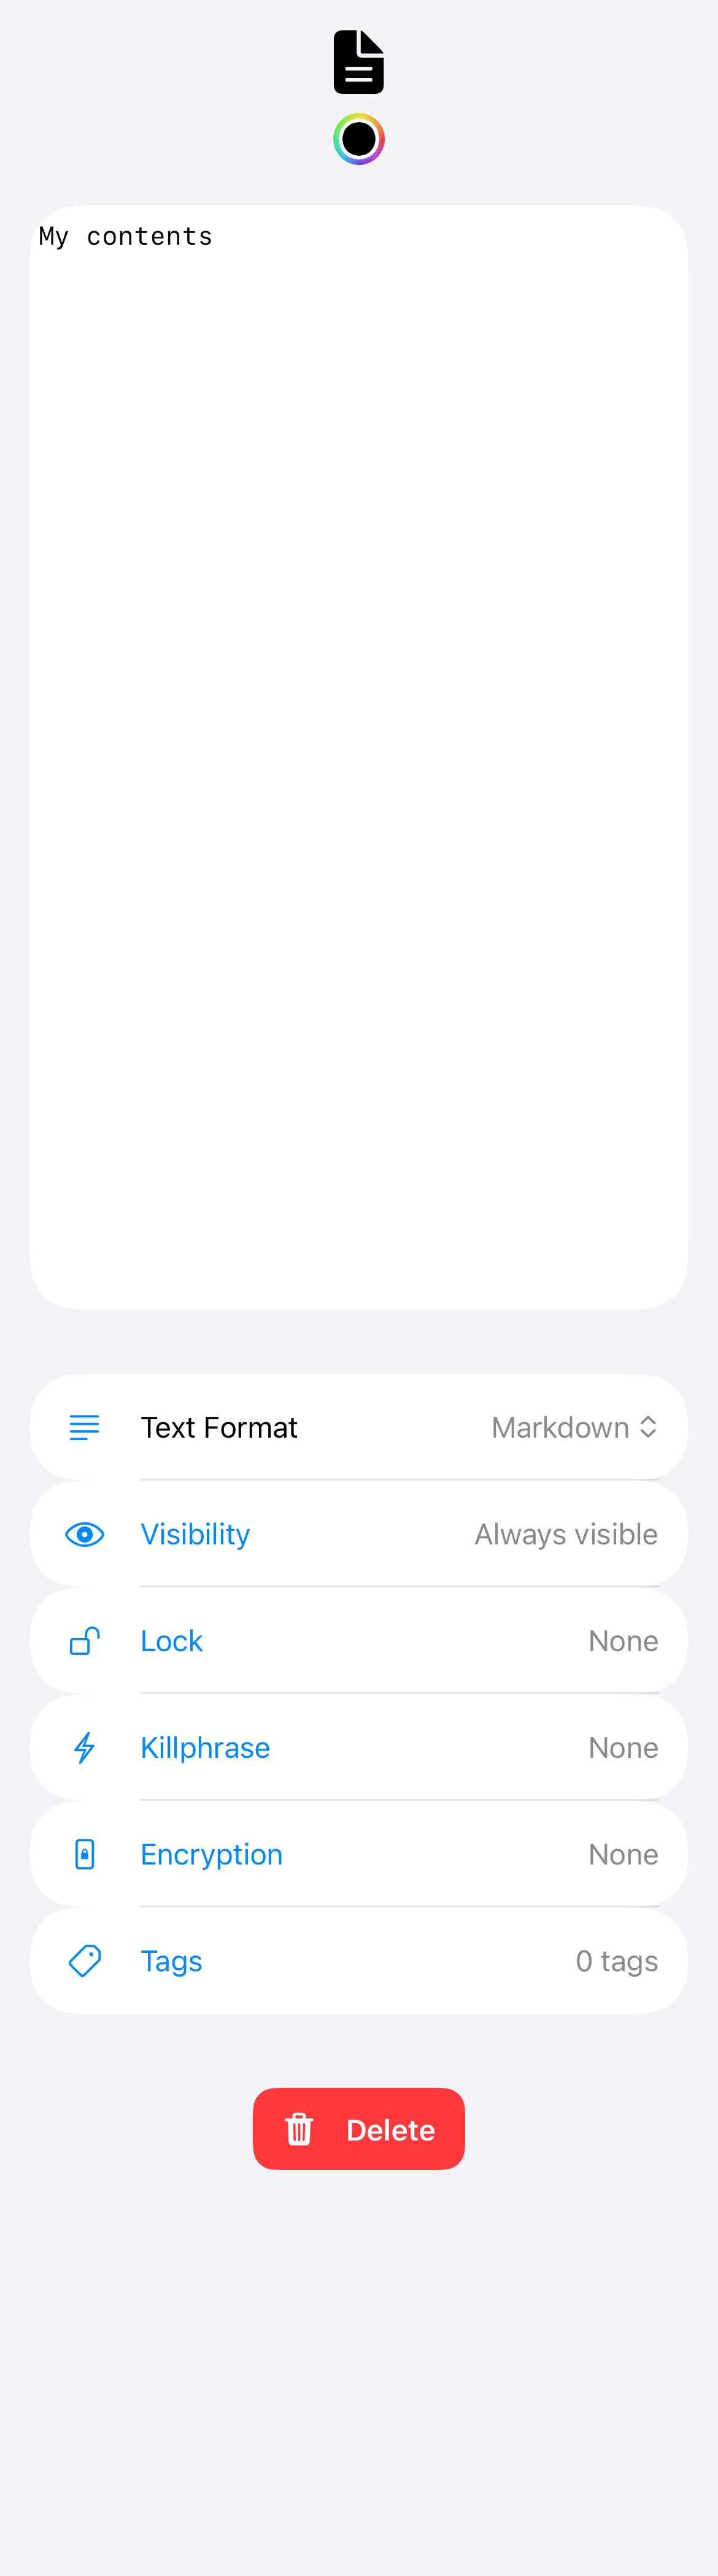 My contents
Text Format Markdown
Visibility Always visible
Lock None
Killphrase None
Encryption None
Tags 0 tags
Delete